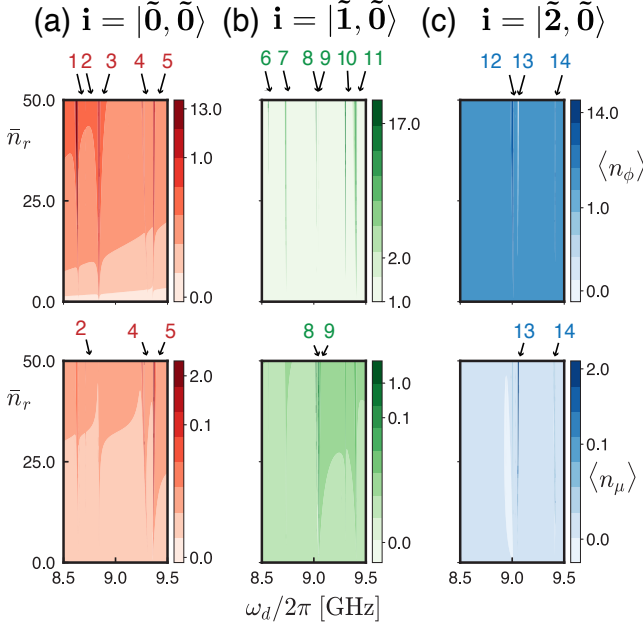 (a) i = |0̃, 0̃⟩ (b) i = |1̃, 0̃⟩ (c) i = |2̃, 0̃⟩
1 2 3 4 5 6 7 8 9 10 11 12 13 14
50.0 13.0 17.0 14.0
n̄r 1.0 ⟨nϕ⟩
25.0 1.0
2.0
0.0 0.0 1.0 0.0
2 4 5 8 9 13 14
50.0 2.0 1.0 2.0
n̄r 0.1 0.1
25.0 0.1 ⟨nμ⟩
0.0 0.0 0.0 0.0
8.5 9.0 9.5 8.5 9.0 9.5 8.5 9.0 9.5
ωd/2π [GHz]